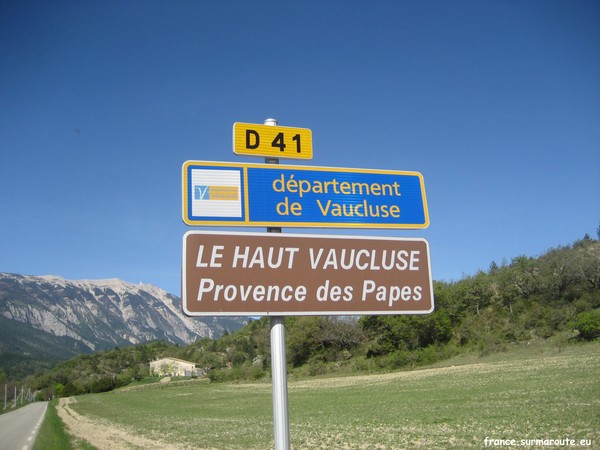 D 41
département
de Vaucluse
LE HAUT VAUCLUSE
Provence des Papes
france.surmaroute.eu